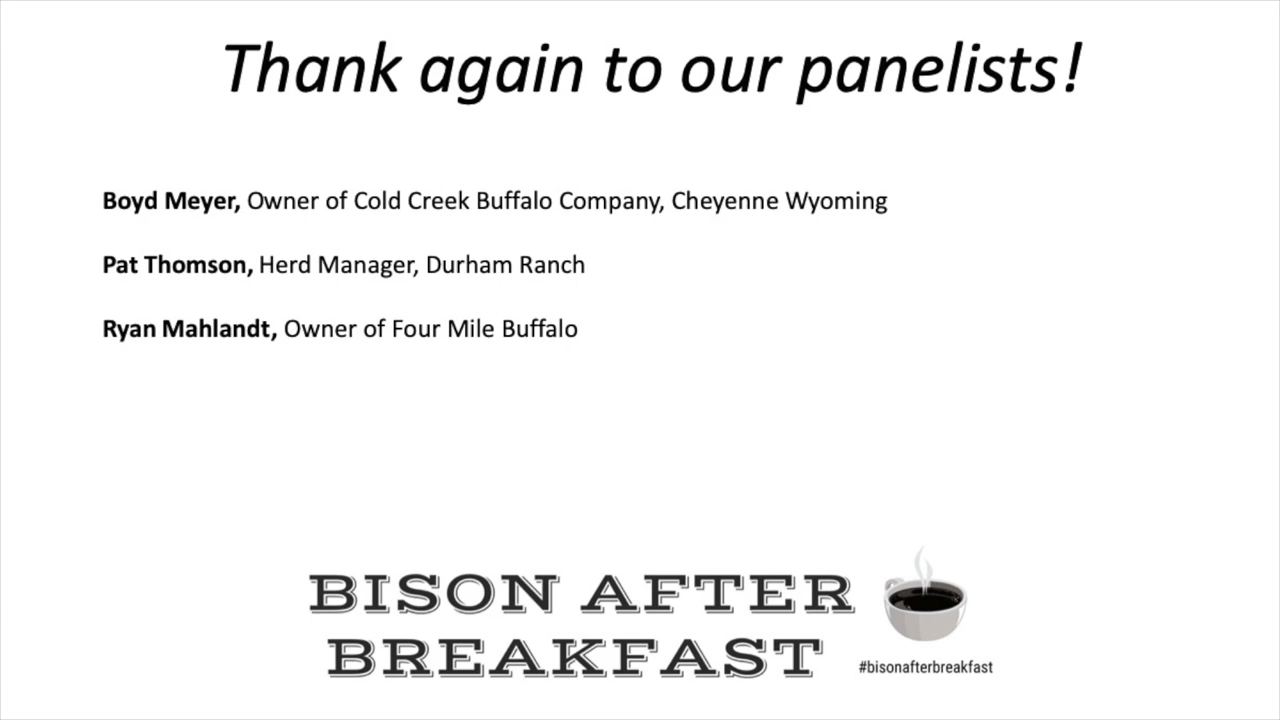 Thank again to our panelists!
Boyd Meyer, Owner of Cold Creek Buffalo Company, Cheyenne Wyoming
Pat Thomson, Herd Manager, Durham Ranch
Ryan Mahlandt, Owner of Four Mile Buffalo
BISON AFTER
BREAKFAST
#bisonafterbreakfast